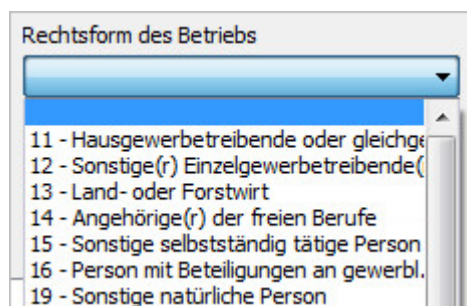 Rechtsform des Betriebs
11 - Hausgewerbetreibende oder gleichge
12 - Sonstige(r) Einzelgewerbetreibende(
13 - Land- oder Forstwirt
14 - Angehörige(r) der freien Berufe
15 - Sonstige selbstständig tätige Person
16 - Person mit Beteiligungen an gewerbl.
19 - Sonstige natürliche Person